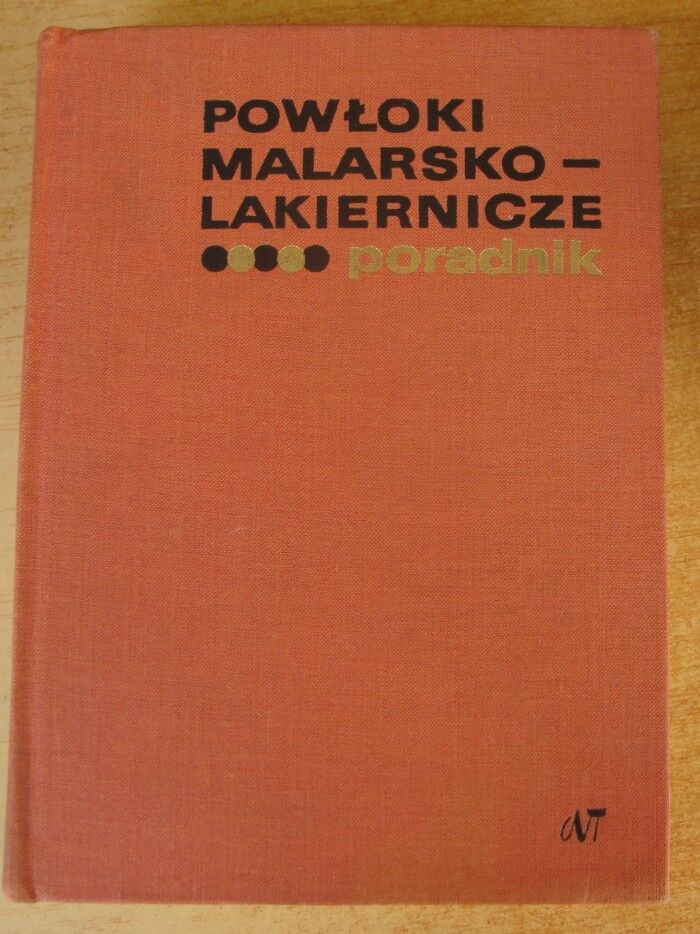 POWŁOKI
MALARSKO–
LAKIERNICZE
poradnik
WNT